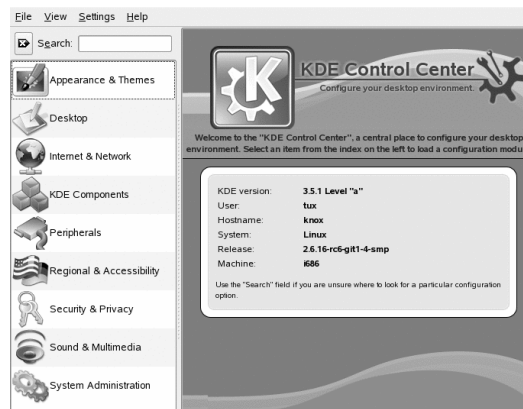 File View Settings Help
Search:
Appearance & Themes
Desktop
Internet & Network
KDE Components
Peripherals
Regional & Accessibility
Security & Privacy
Sound & Multimedia
System Administration
KDE Control Center
Configure your desktop environment.
Welcome to the "KDE Control Center", a central place to configure your desktop
environment. Select an item from the index on the left to load a configuration modu
KDE version: 3.5.1 Level "a"
User: tux
Hostname: knox
System: Linux
Release: 2.6.16-rc6-git1-4-smp
Machine: i686
Use the "Search" field if you are unsure where to look for a particular configuration
option.